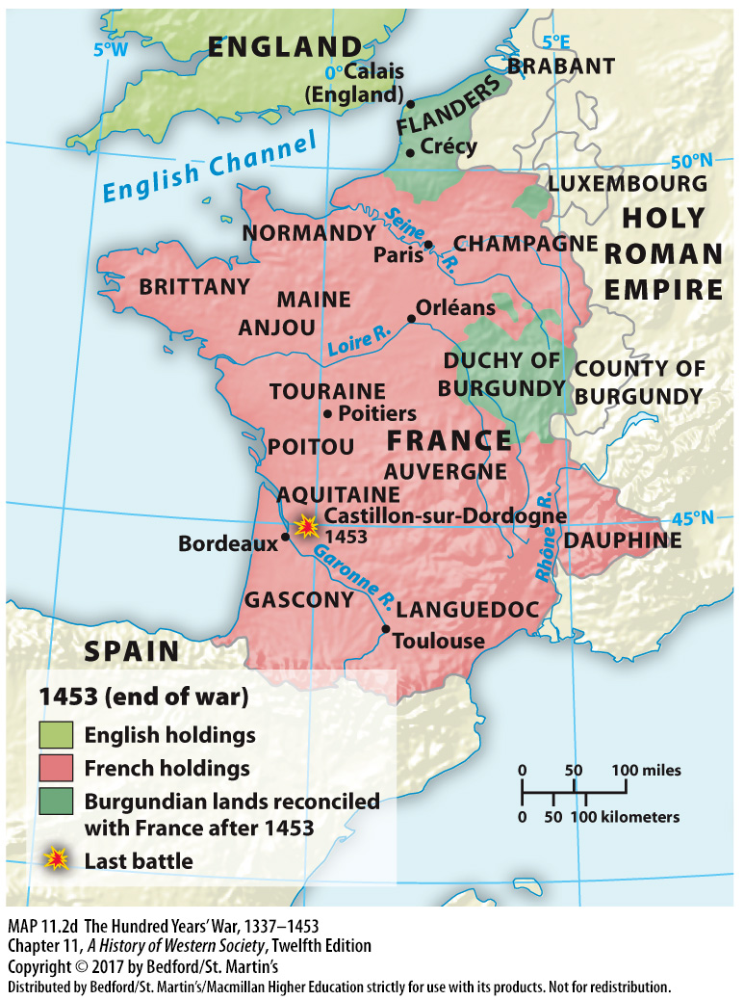 ENGLAND
5°W
0°
5°E
Calais
(England)
BRABANT
FLANDERS
Crécy
English Channel
50°N
LUXEMBOURG
HOLY
ROMAN
EMPIRE
NORMANDY
Seine R.
Paris
CHAMPAGNE
BRITTANY
MAINE
ANJOU
Orléans
Loire R.
DUCHY OF
BURGUNDY
COUNTY OF
BURGUNDY
TOURAINE
Poitiers
POITOU
FRANCE
AUVERGNE
AQUITAINE
Castillon-sur-Dordogne
1453
45°N
Bordeaux
Garonne R.
Rhône R.
DAUPHINE
GASCONY
LANGUEDOC
Toulouse
SPAIN
1453 (end of war)
English holdings
French holdings
Burgundian lands reconciled
with France after 1453
Last battle
0 50 100 miles
0 50 100 kilometers
MAP 11.2d The Hundred Years' War, 1337–1453
Chapter 11, A History of Western Society, Twelfth Edition
Copyright © 2017 by Bedford/St. Martin's
Distributed by Bedford/St. Martin's/Macmillan Higher Education strictly for use with its products. Not for redistribution.